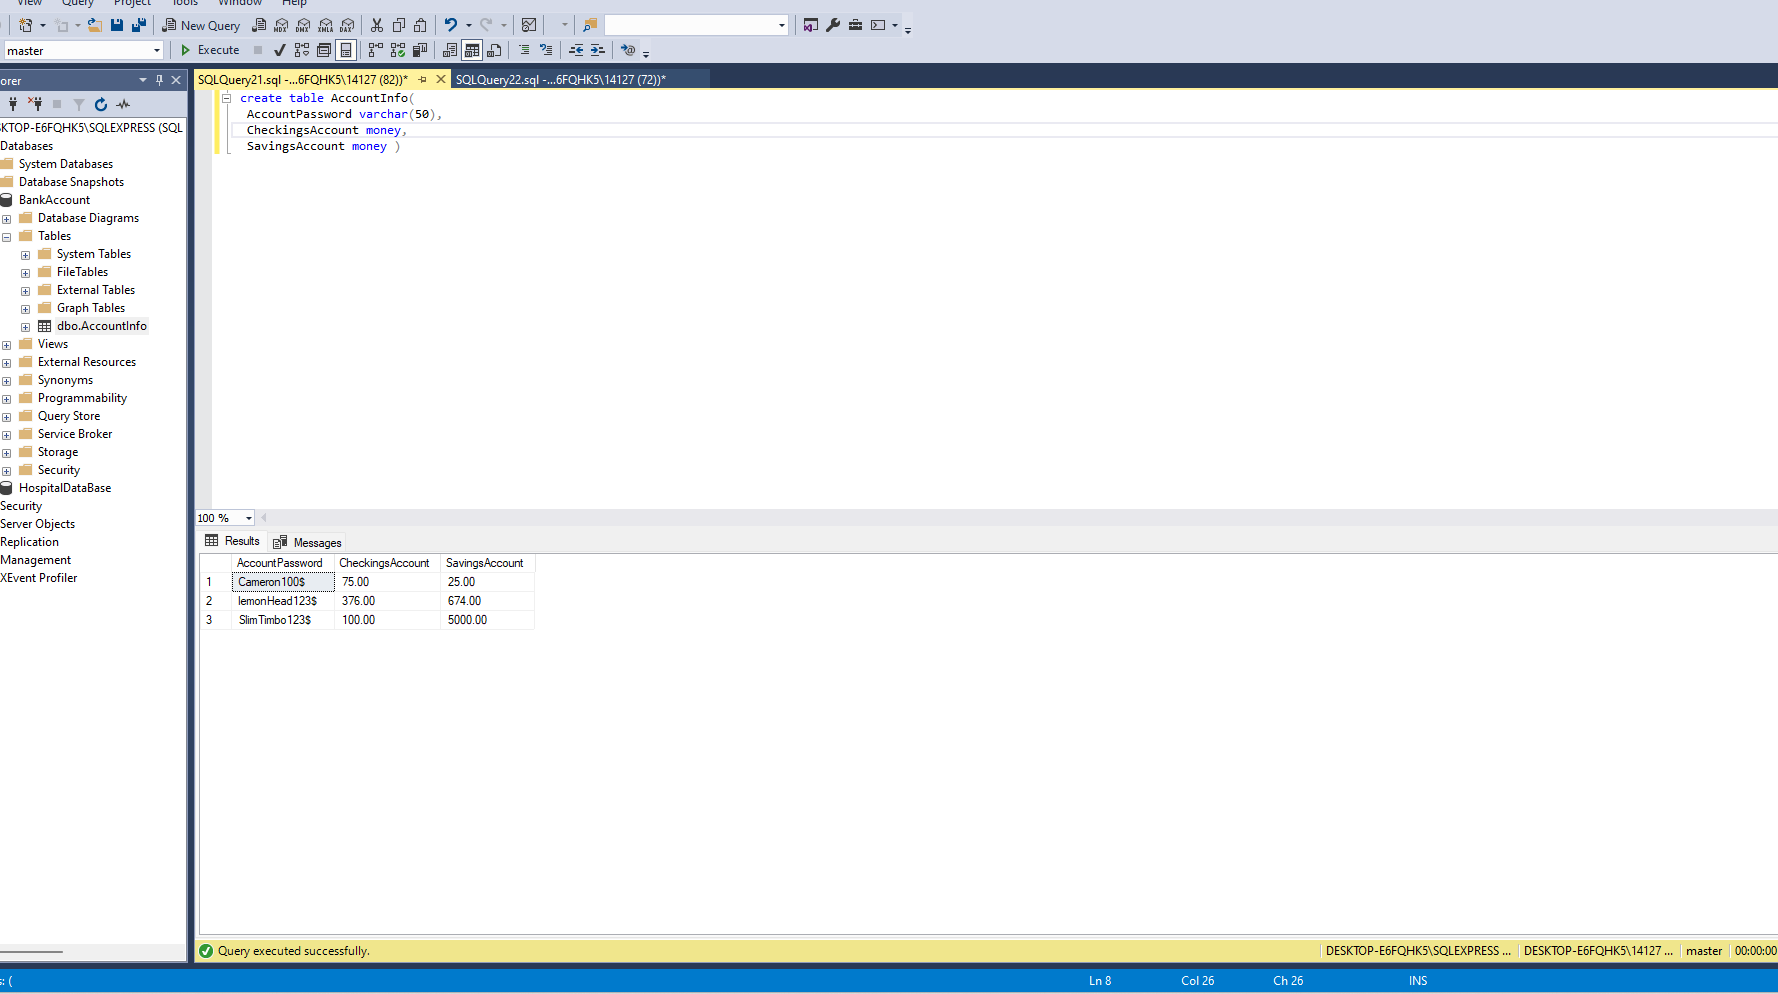 View Query Project Tools Window Help
New Query MDX DMX XMLA DAX
master Execute
orer
SQLQuery21.sql -...6FQHK5\14127 (82))* SQLQuery22.sql -...6FQHK5\14127 (72))*
create table AccountInfo(
AccountPassword varchar(50),
CheckingsAccount money,
SavingsAccount money )
KTOP-E6FQHK5\SQLEXPRESS (SQL
Databases
System Databases
Database Snapshots
BankAccount
Database Diagrams
Tables
System Tables
FileTables
External Tables
Graph Tables
dbo.AccountInfo
Views
External Resources
Synonyms
Programmability
Query Store
Service Broker
Storage
Security
HospitalDataBase
Security
Server Objects
Replication
Management
XEvent Profiler
100 %
Results Messages
AccountPassword CheckingsAccount SavingsAccount
1 Cameron100$ 75.00 25.00
2 lemonHead123$ 376.00 674.00
3 SlimTimbo123$ 100.00 5000.00
Query executed successfully. DESKTOP-E6FQHK5\SQLEXPRESS ... DESKTOP-E6FQHK5\14127 ... master 00:00:00
s: ( Ln 8 Col 26 Ch 26 INS